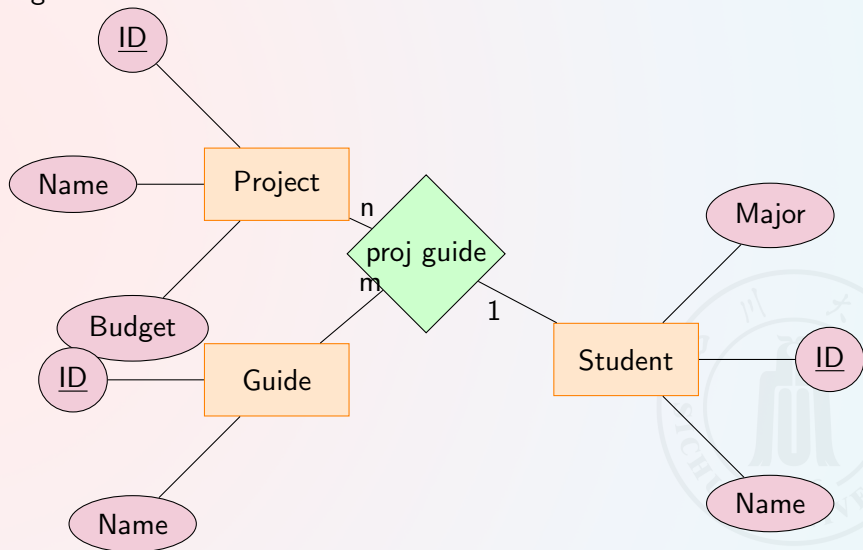 ID
Project
Name
n
proj guide
Major
m
1
Budget
Student
ID
ID
Guide
Name
Name